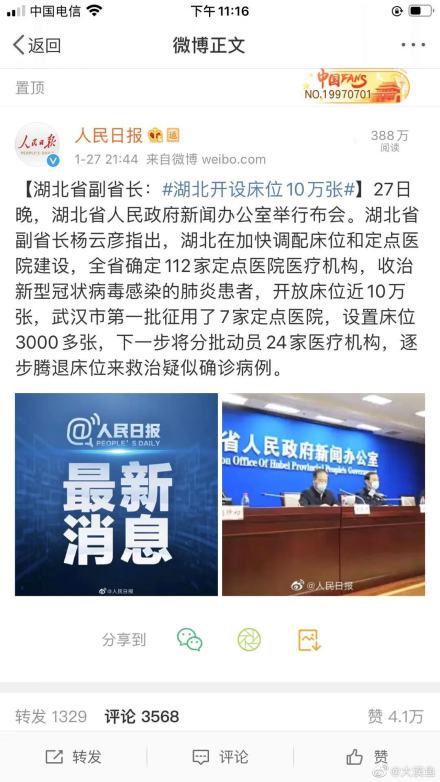 中国电信
下午11:16
返回
微博正文
置顶
中国FANS
NO.19970701
人民日报
PEOPLE'S DAILY
人民日报
1-27 21:44 来自微博 weibo.com
388万
阅读
【湖北省副省长：#湖北开设床位10万张#】27日
晚，湖北省人民政府新闻办公室举行布会。湖北省
副省长杨云彦指出，湖北在加快调配床位和定点医
院建设，全省确定112家定点医院医疗机构，收治
新型冠状病毒感染的肺炎患者，开放床位近10万
张，武汉市第一批征用了7家定点医院，设置床位
3000多张，下一步将分批动员24家医疗机构，逐
步腾退床位来救治疑似确诊病例。
@人民日报
PEOPLE'S DAILY
最新
消息
@人民日报
省人民政府新闻办公室
on Office Of Hubei Provincial People's Governme
@人民日报
分享到
转发 1329
评论 3568
赞 4.1万
转发
评论
赞
@大漠鱼